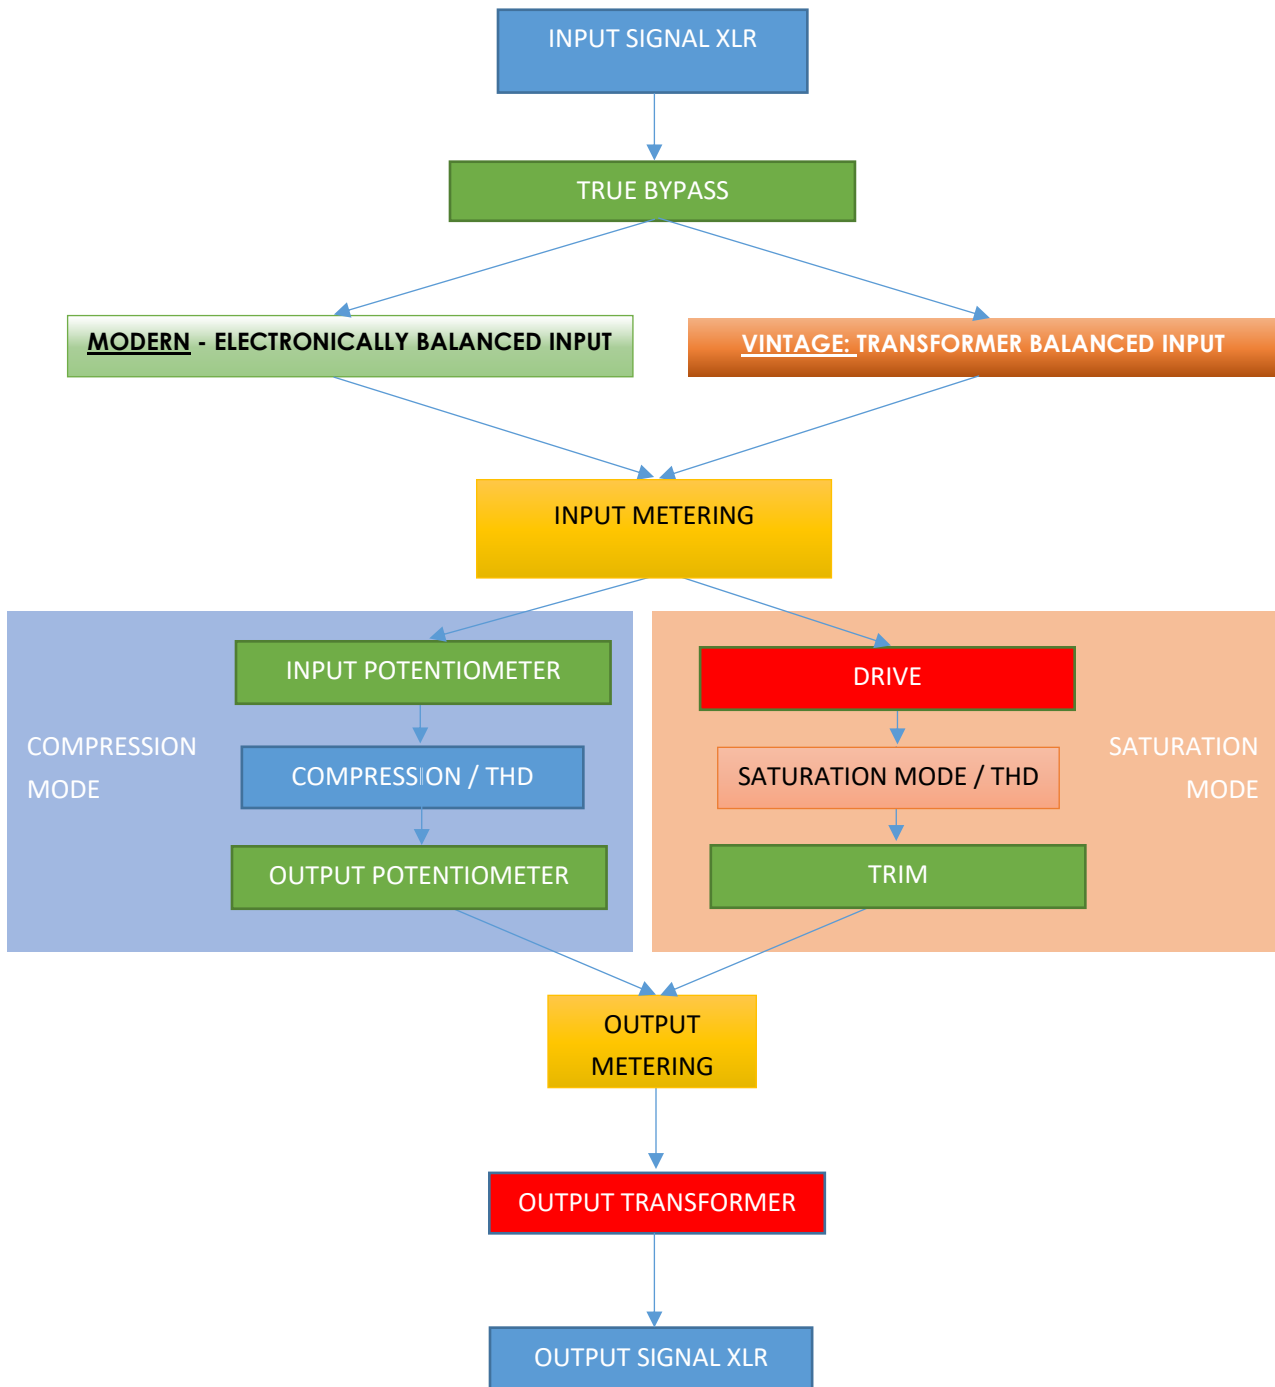 INPUT SIGNAL XLR
TRUE BYPASS
MODERN - ELECTRONICALLY BALANCED INPUT
VINTAGE: TRANSFORMER BALANCED INPUT
INPUT METERING
COMPRESSION
MODE
INPUT POTENTIOMETER
COMPRESSION / THD
OUTPUT POTENTIOMETER
DRIVE
SATURATION MODE / THD
TRIM
SATURATION
MODE
OUTPUT
METERING
OUTPUT TRANSFORMER
OUTPUT SIGNAL XLR